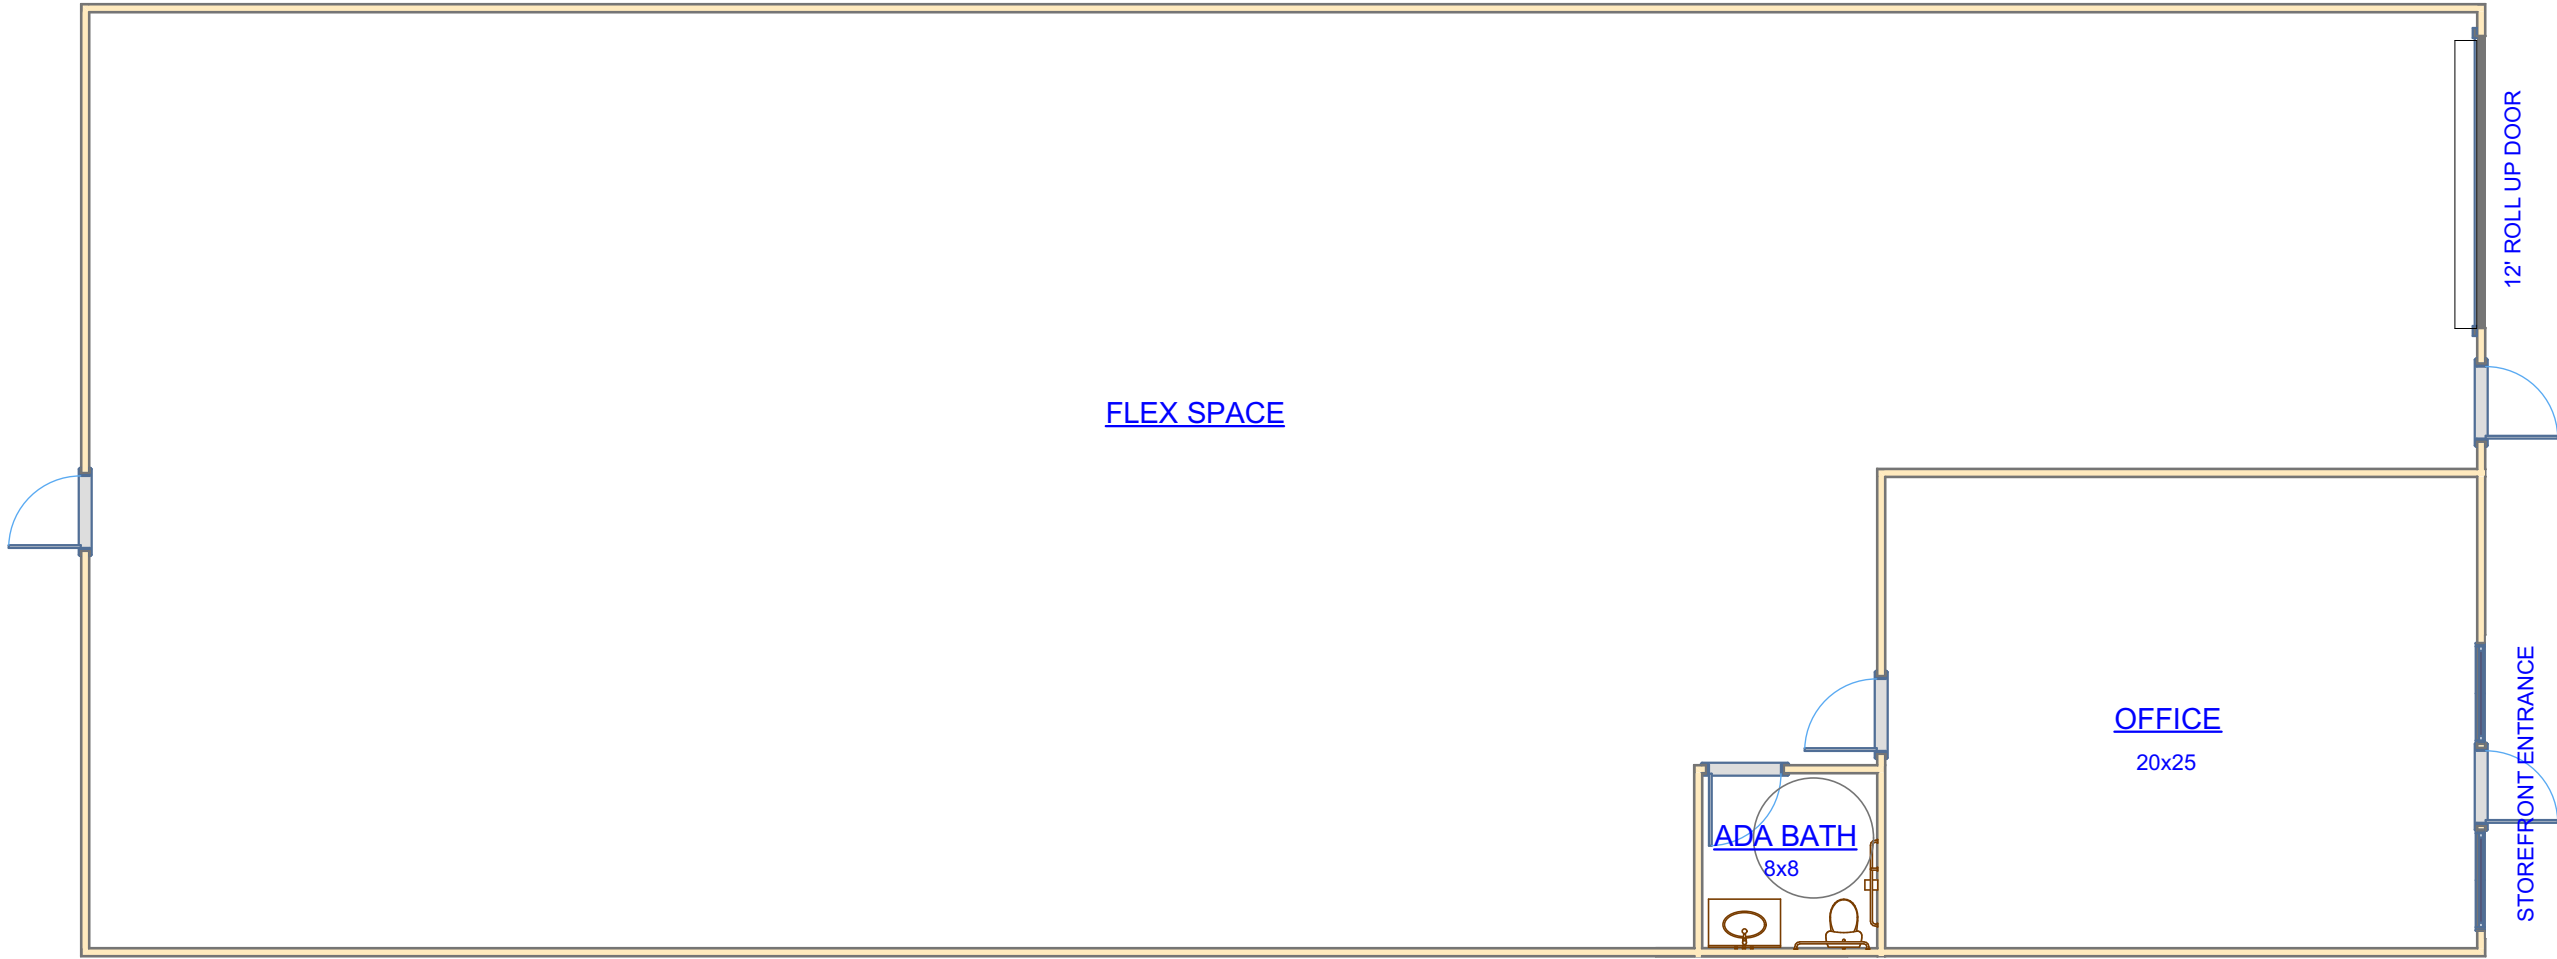 12' ROLL UP DOOR
FLEX SPACE
OFFICE
20x25
STOREFRONT ENTRANCE
ADA BATH
8x8